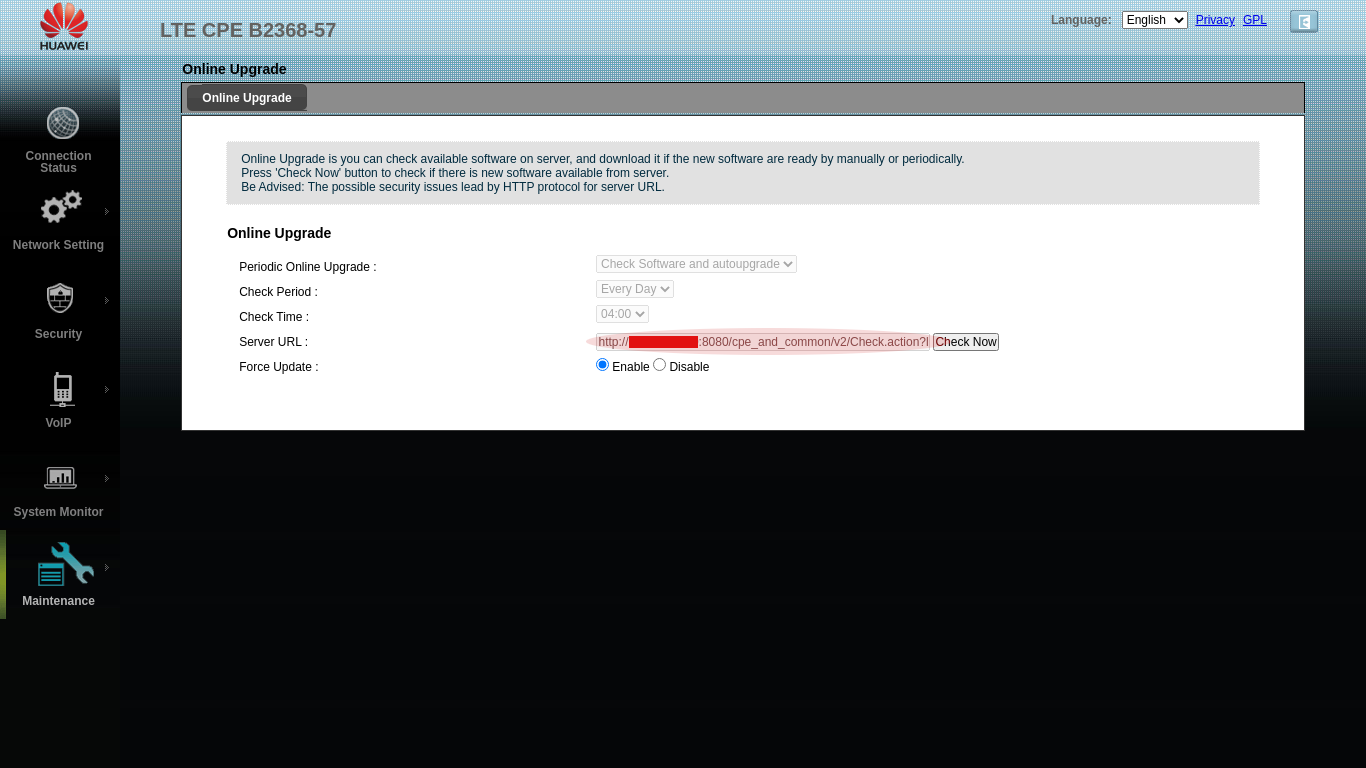 HUAWEI
LTE CPE B2368-57
Language: English Privacy GPL
Online Upgrade
Online Upgrade
Online Upgrade is you can check available software on server, and download it if the new software are ready by manually or periodically.
Press 'Check Now' button to check if there is new software available from server.
Be Advised: The possible security issues lead by HTTP protocol for server URL.
Online Upgrade
Periodic Online Upgrade : Check Software and autoupgrade
Check Period : Every Day
Check Time : 04:00
Server URL : http:// :8080/cpe_and_common/v2/Check.action? Check Now
Force Update : Enable Disable
Connection
Status
Network Setting
Security
VoIP
System Monitor
Maintenance